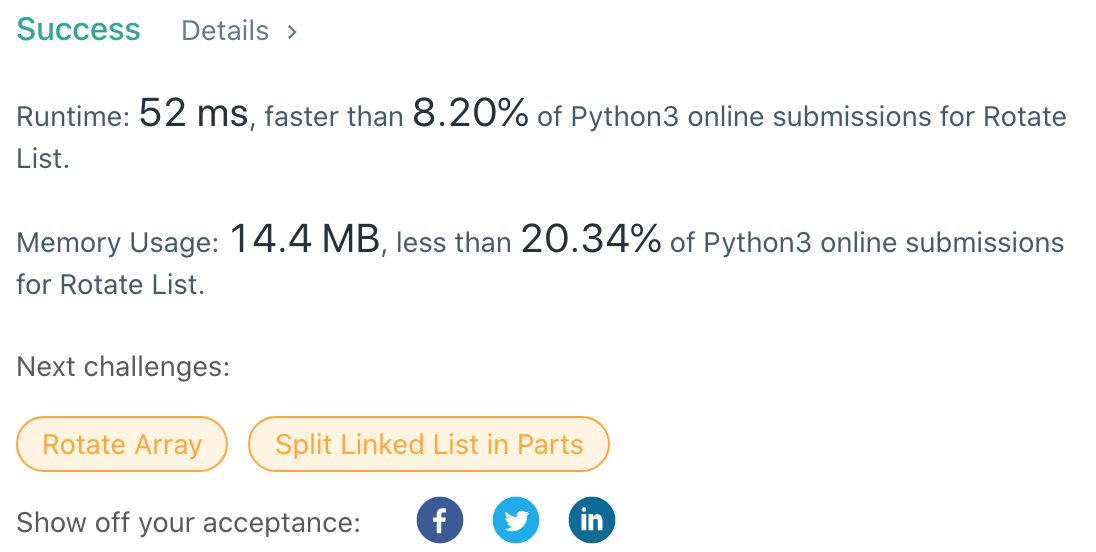 Success Details >
Runtime: 52 ms, faster than 8.20% of Python3 online submissions for Rotate
List.
Memory Usage: 14.4 MB, less than 20.34% of Python3 online submissions
for Rotate List.
Next challenges:
Rotate Array Split Linked List in Parts
Show off your acceptance: f in